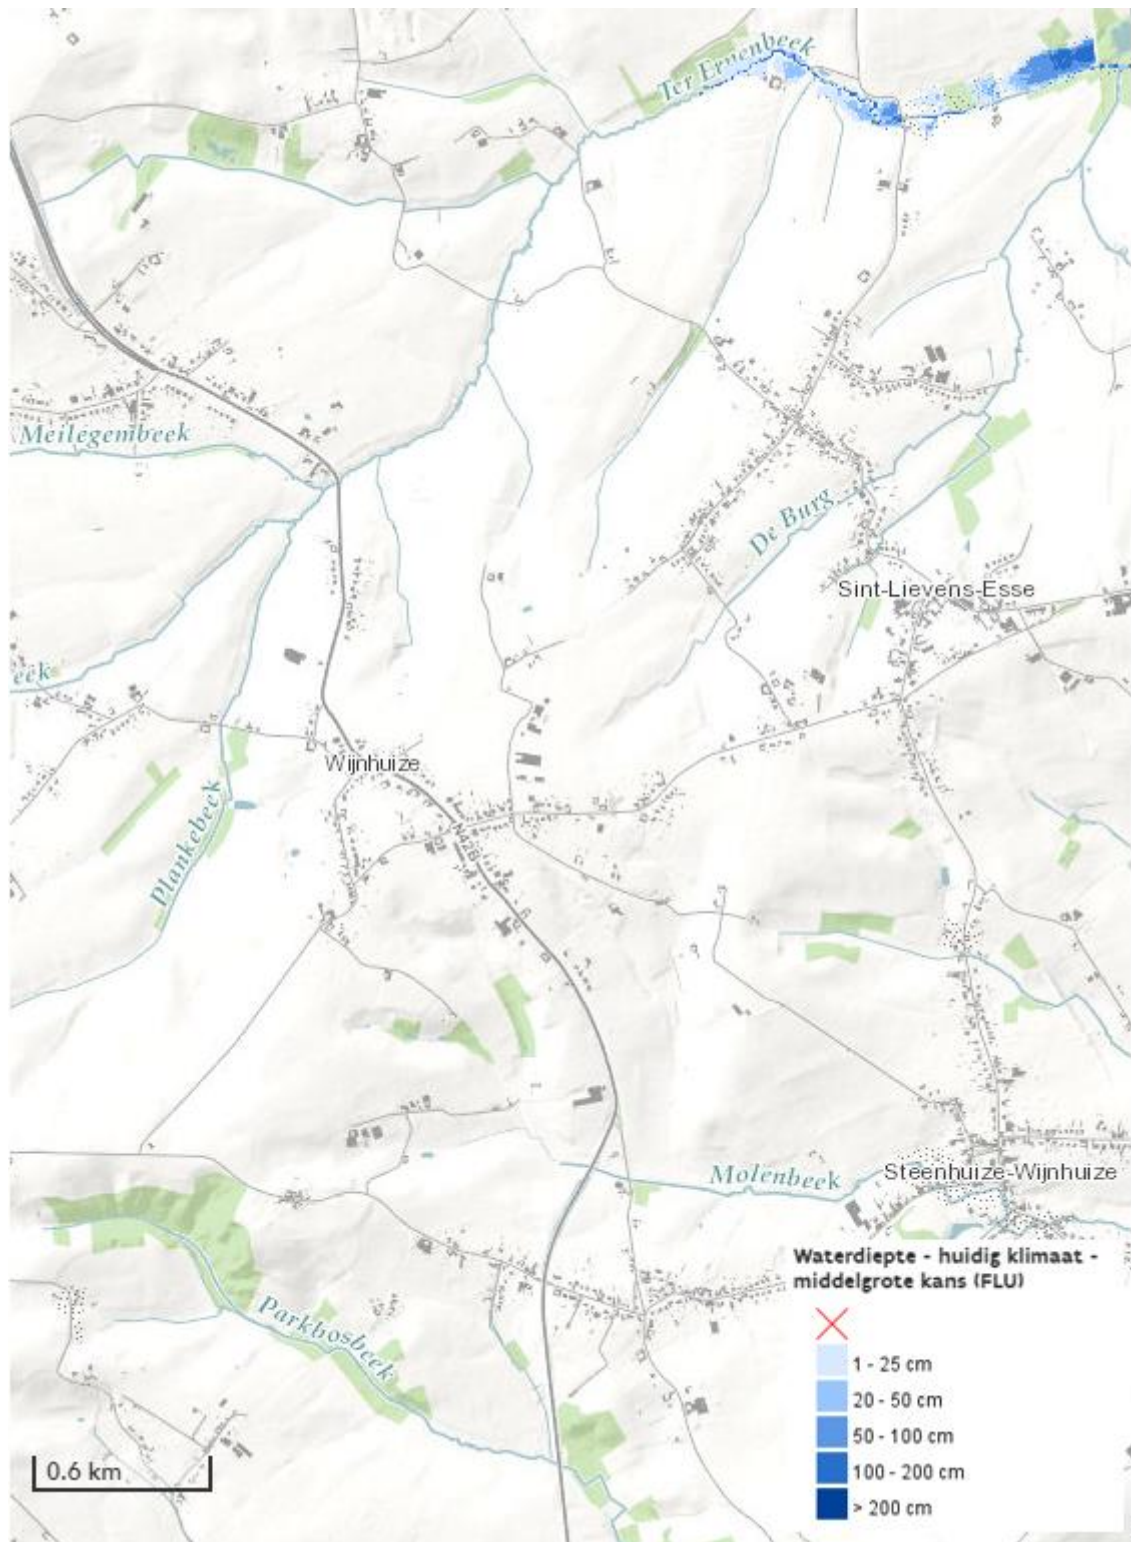 Ter Erpenbeek
Meilegembeek
De Burg
Sint-Lievens-Esse
eek
Wijnhuize
Plankebeek
N42B
Molenbeek
Steenhuize-Wijnhuize
Parkbosbeek
Waterdiepte - huidig klimaat -
middelgrote kans (FLU)
1 - 25 cm
20 - 50 cm
50 - 100 cm
100 - 200 cm
> 200 cm
0.6 km